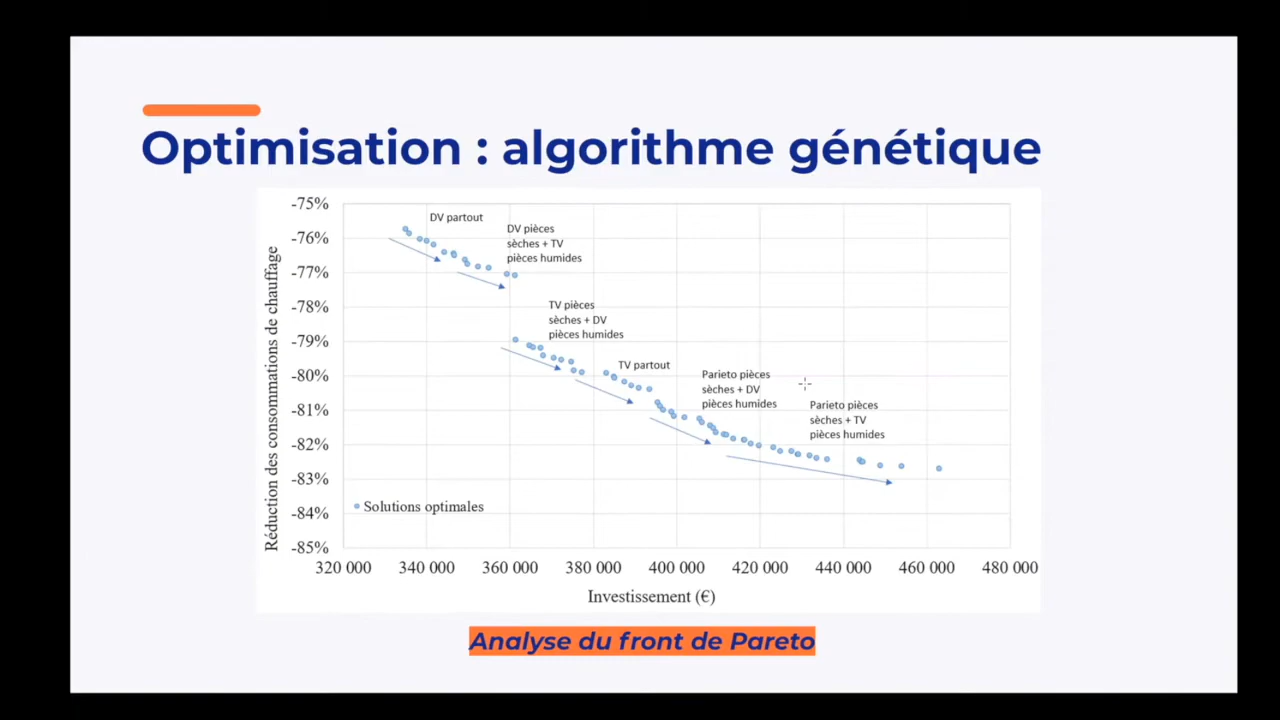 Optimisation : algorithme génétique
Réduction des consommations de chauffage
-75%
-76%
-77%
-78%
-79%
-80%
-81%
-82%
-83%
-84%
-85%
DV partout
DV pièces
sèches + TV
pièces humides
TV pièces
sèches + DV
pièces humides
TV partout
Parieto pièces
sèches + DV
pièces humides
Parieto pièces
sèches + TV
pièces humides
Solutions optimales
320 000 340 000 360 000 380 000 400 000 420 000 440 000 460 000 480 000
Investissement (€)
Analyse du front de Pareto